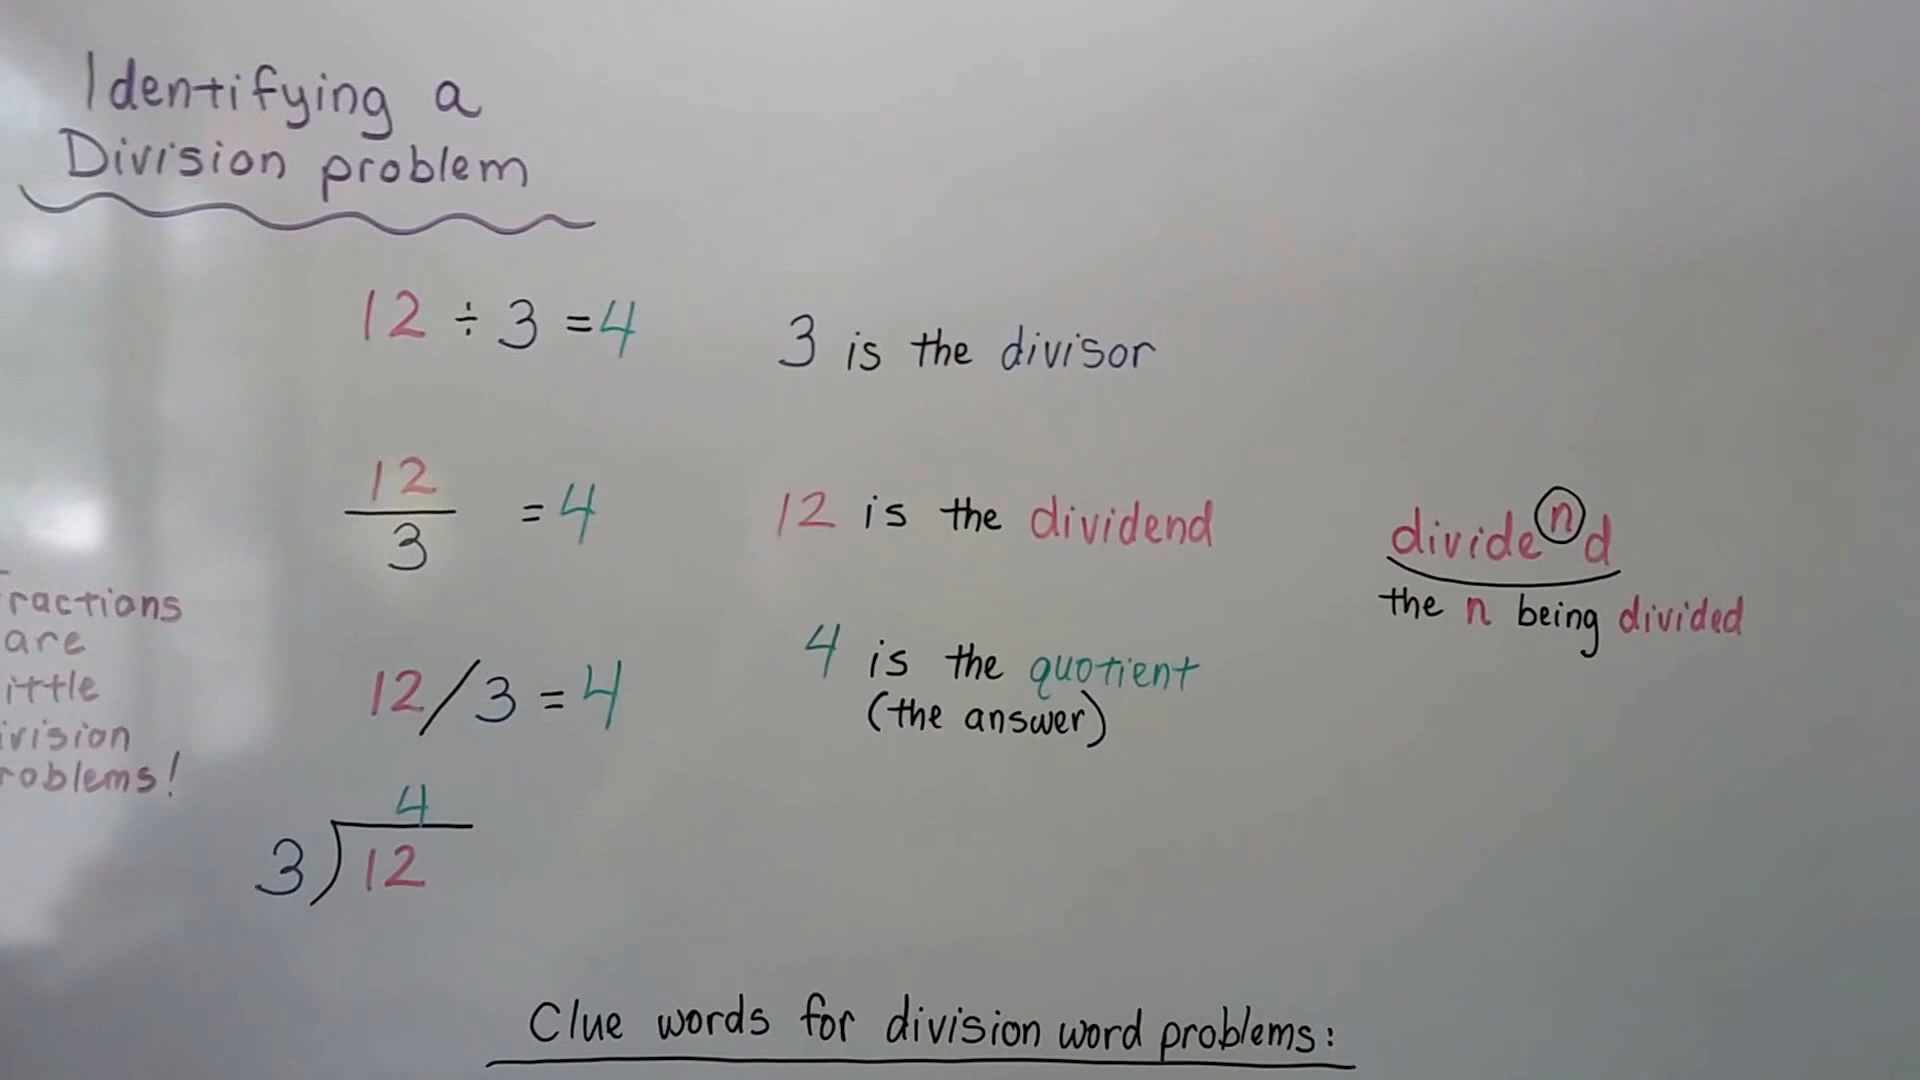 Identifying a
Division problem
12 ÷ 3 = 4
3 is the divisor
12
3
= 4
12 is the dividend
dividend
the n being divided
ractions
are
ittle
ivision
roblems!
12/3 = 4
4 is the quotient
(the answer)
4
3)12
Clue words for division word problems: